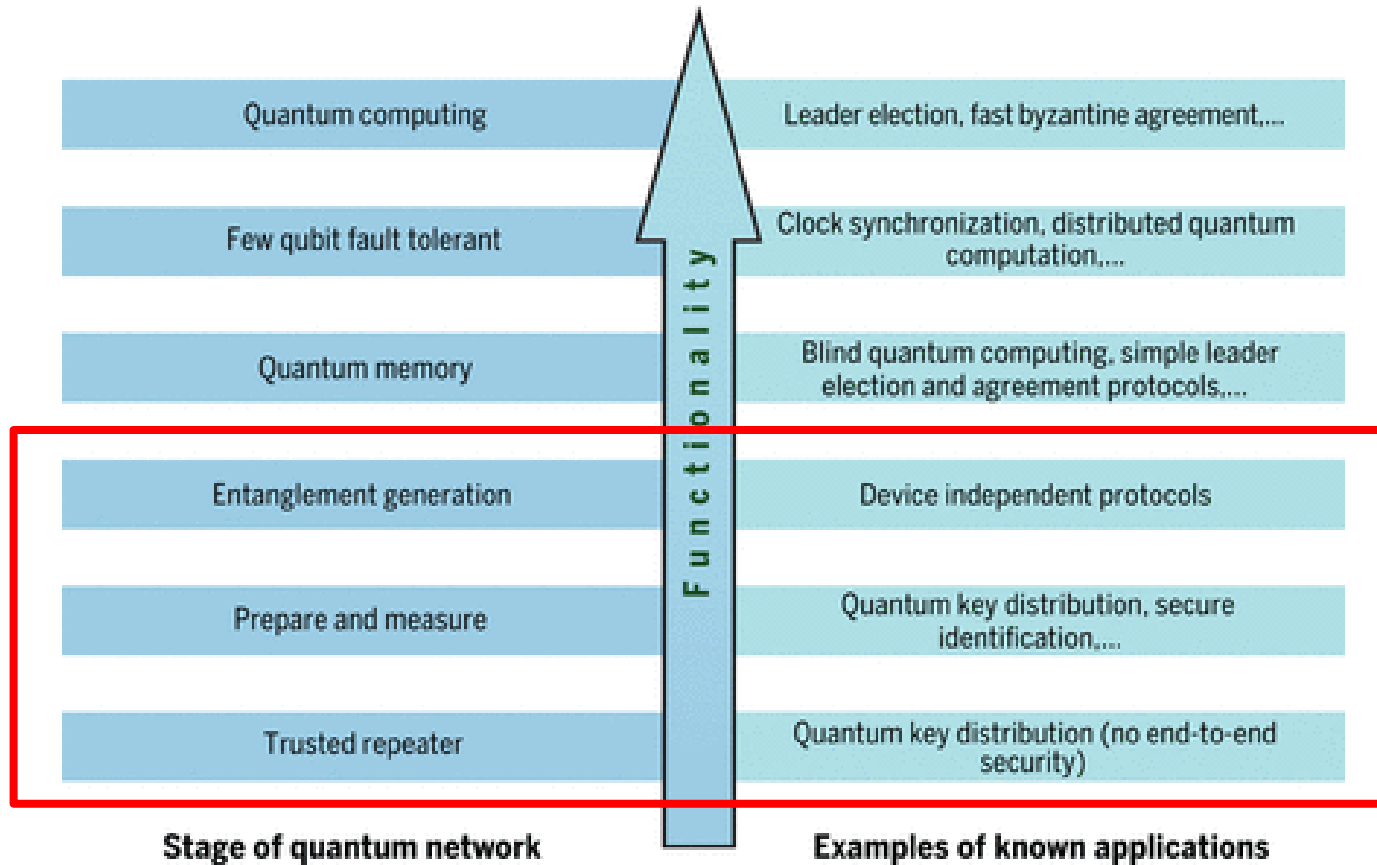 Quantum computing
Leader election, fast byzantine agreement,...
Few qubit fault tolerant
Clock synchronization, distributed quantum
computation,...
Quantum memory
Blind quantum computing, simple leader
election and agreement protocols,...
Functionality
Entanglement generation
Device independent protocols
Prepare and measure
Quantum key distribution, secure
identification,...
Trusted repeater
Quantum key distribution (no end-to-end
security)
Stage of quantum network
Examples of known applications